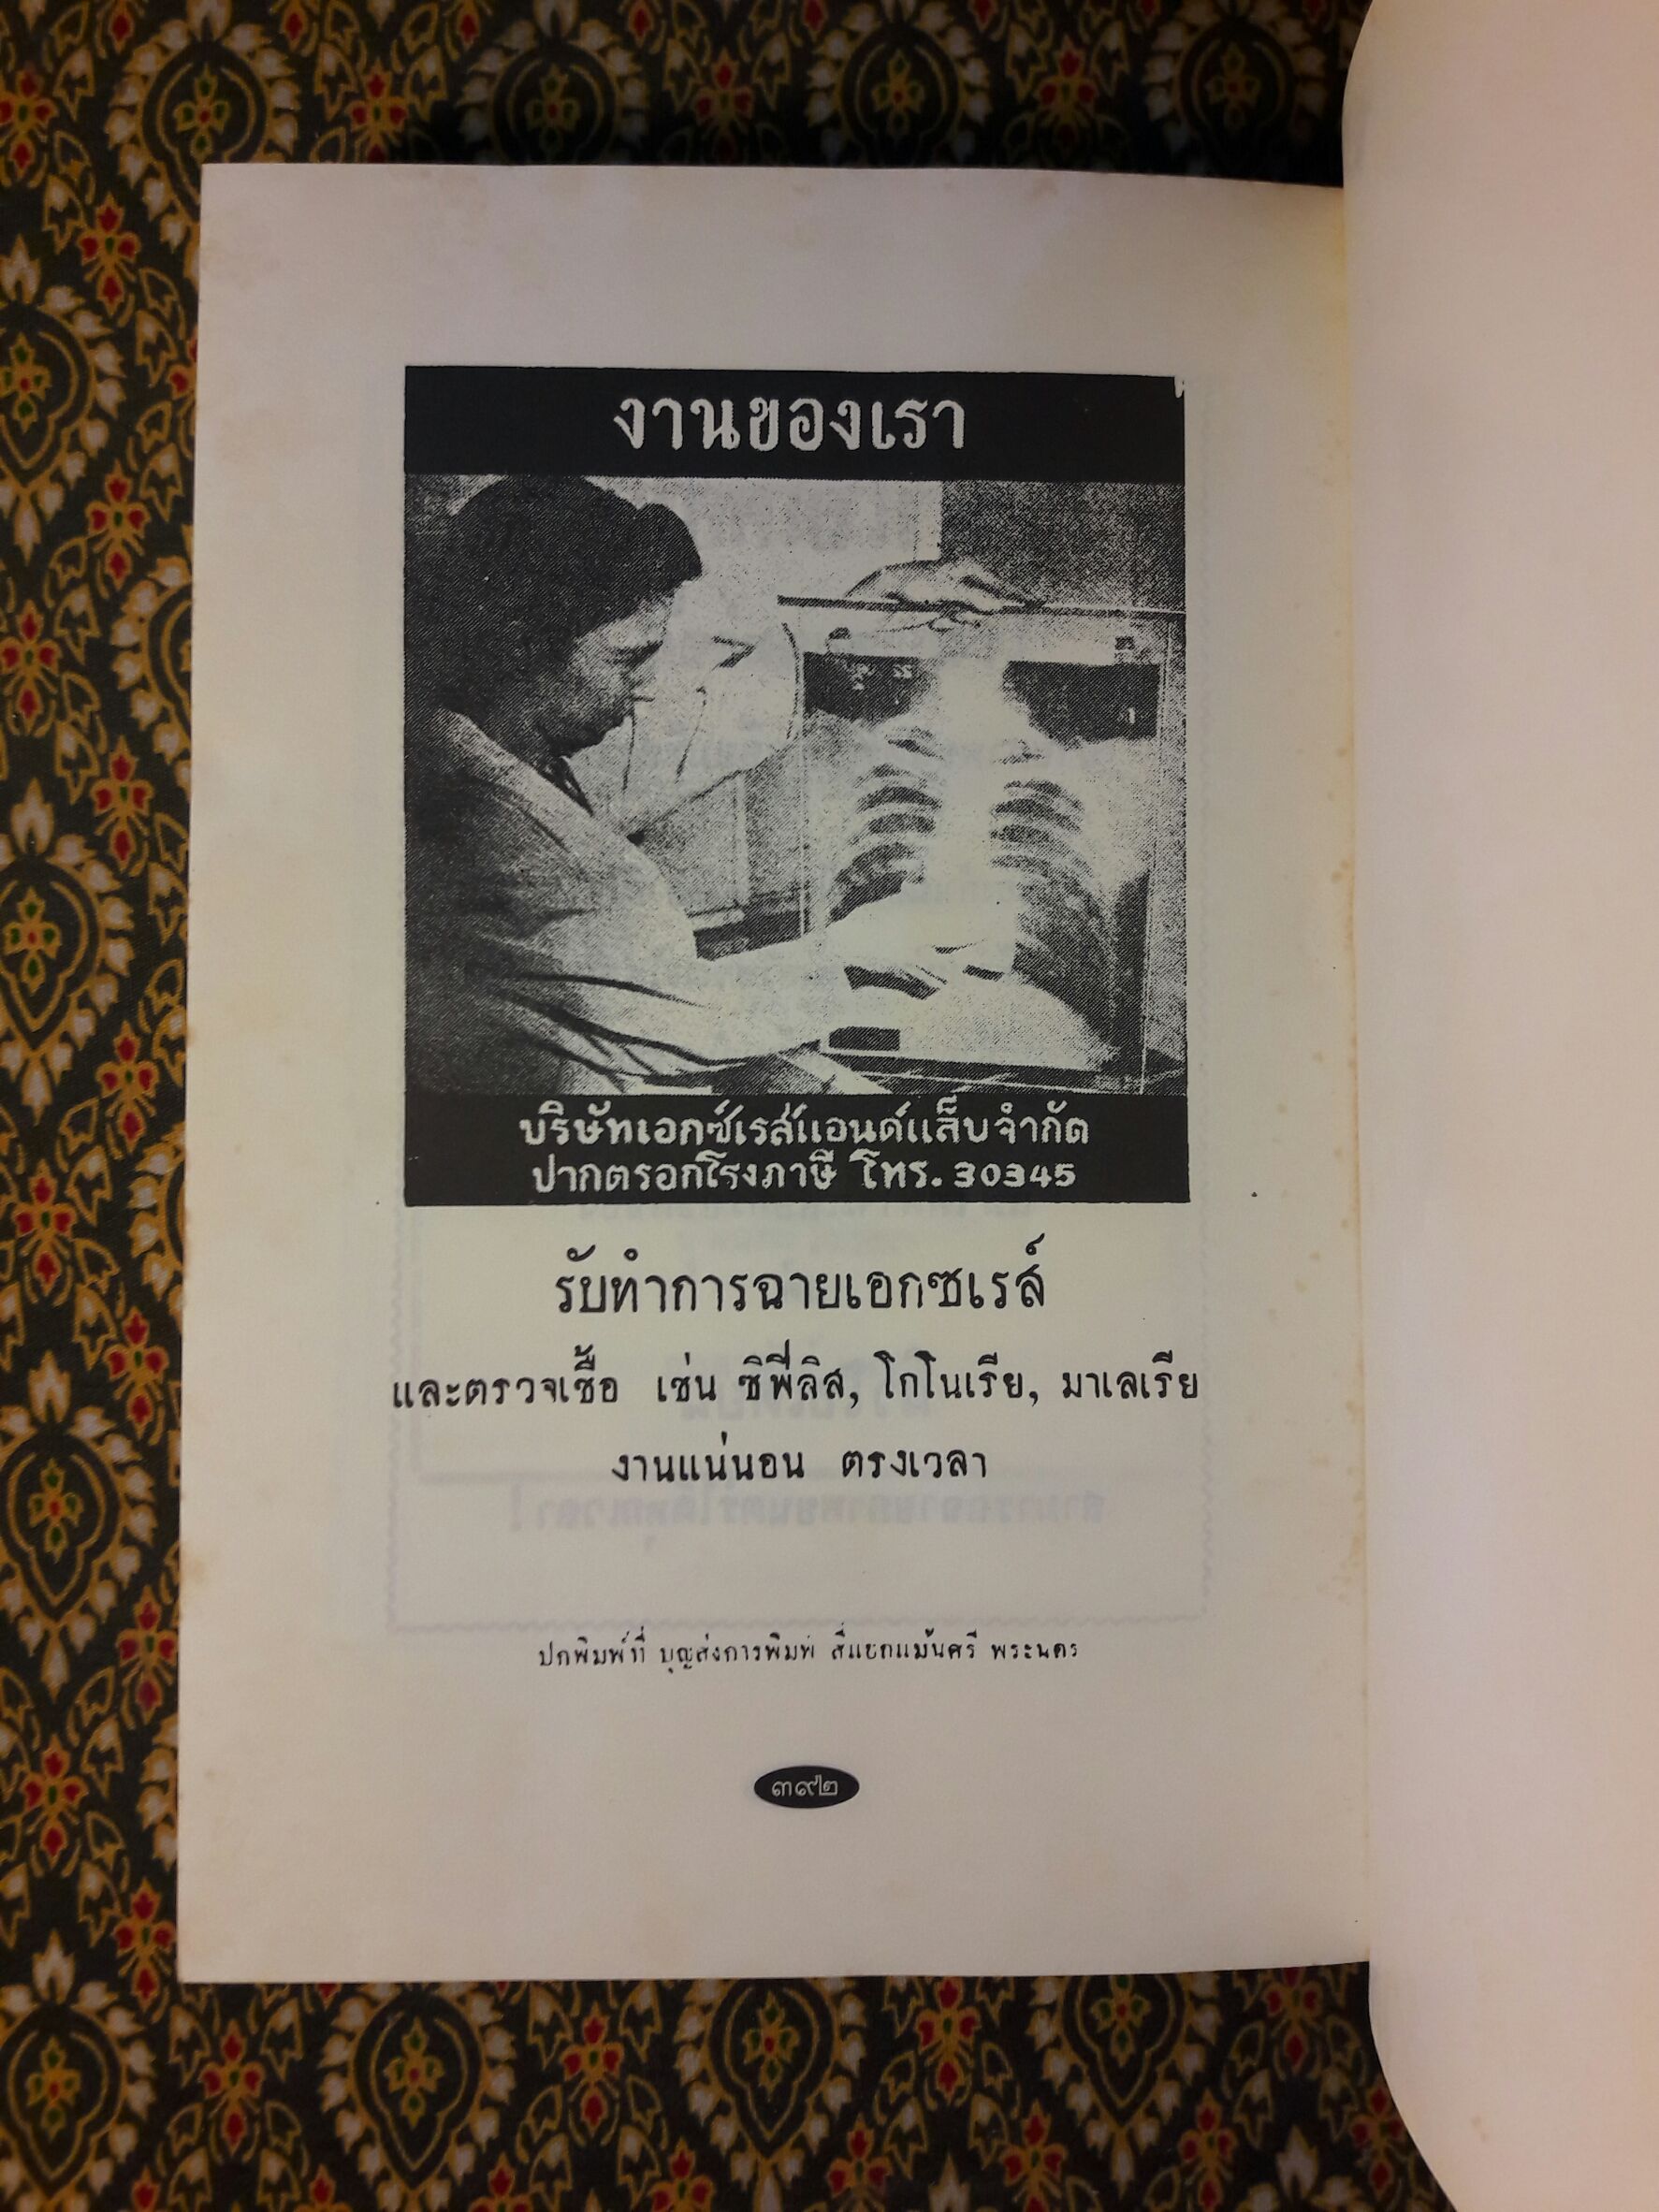 งานของเรา
บริษัทเอกซ์เรส์แอนด์แล็บจำกัด
ปากตรอกโรงภาษี โทร. 30345
รับทำการฉายเอกซเรส์
และตรวจเชื้อ เช่น ซิฟิลิส, โกโนเรีย, มาเลเรีย
งานแน่นอน ตรงเวลา
ปกพิมพ์ที่ บุญส่งการพิมพ์ สี่แยกแม้นศรี พระนคร
๓๙๒